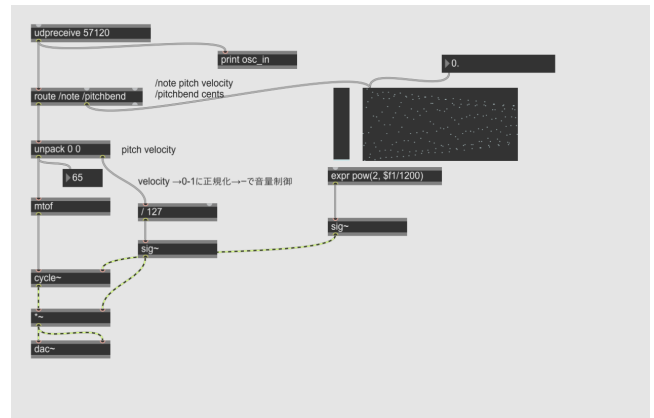 udpreceive 57120
print osc_in
0.
/note pitch velocity
/pitchbend cents
route /note /pitchbend
unpack 0 0
pitch velocity
65
velocity →0-1に正規化→~で音量制御
expr pow(2, $f1/1200)
mtof
/ 127
sig~
sig~
cycle~
*~
dac~